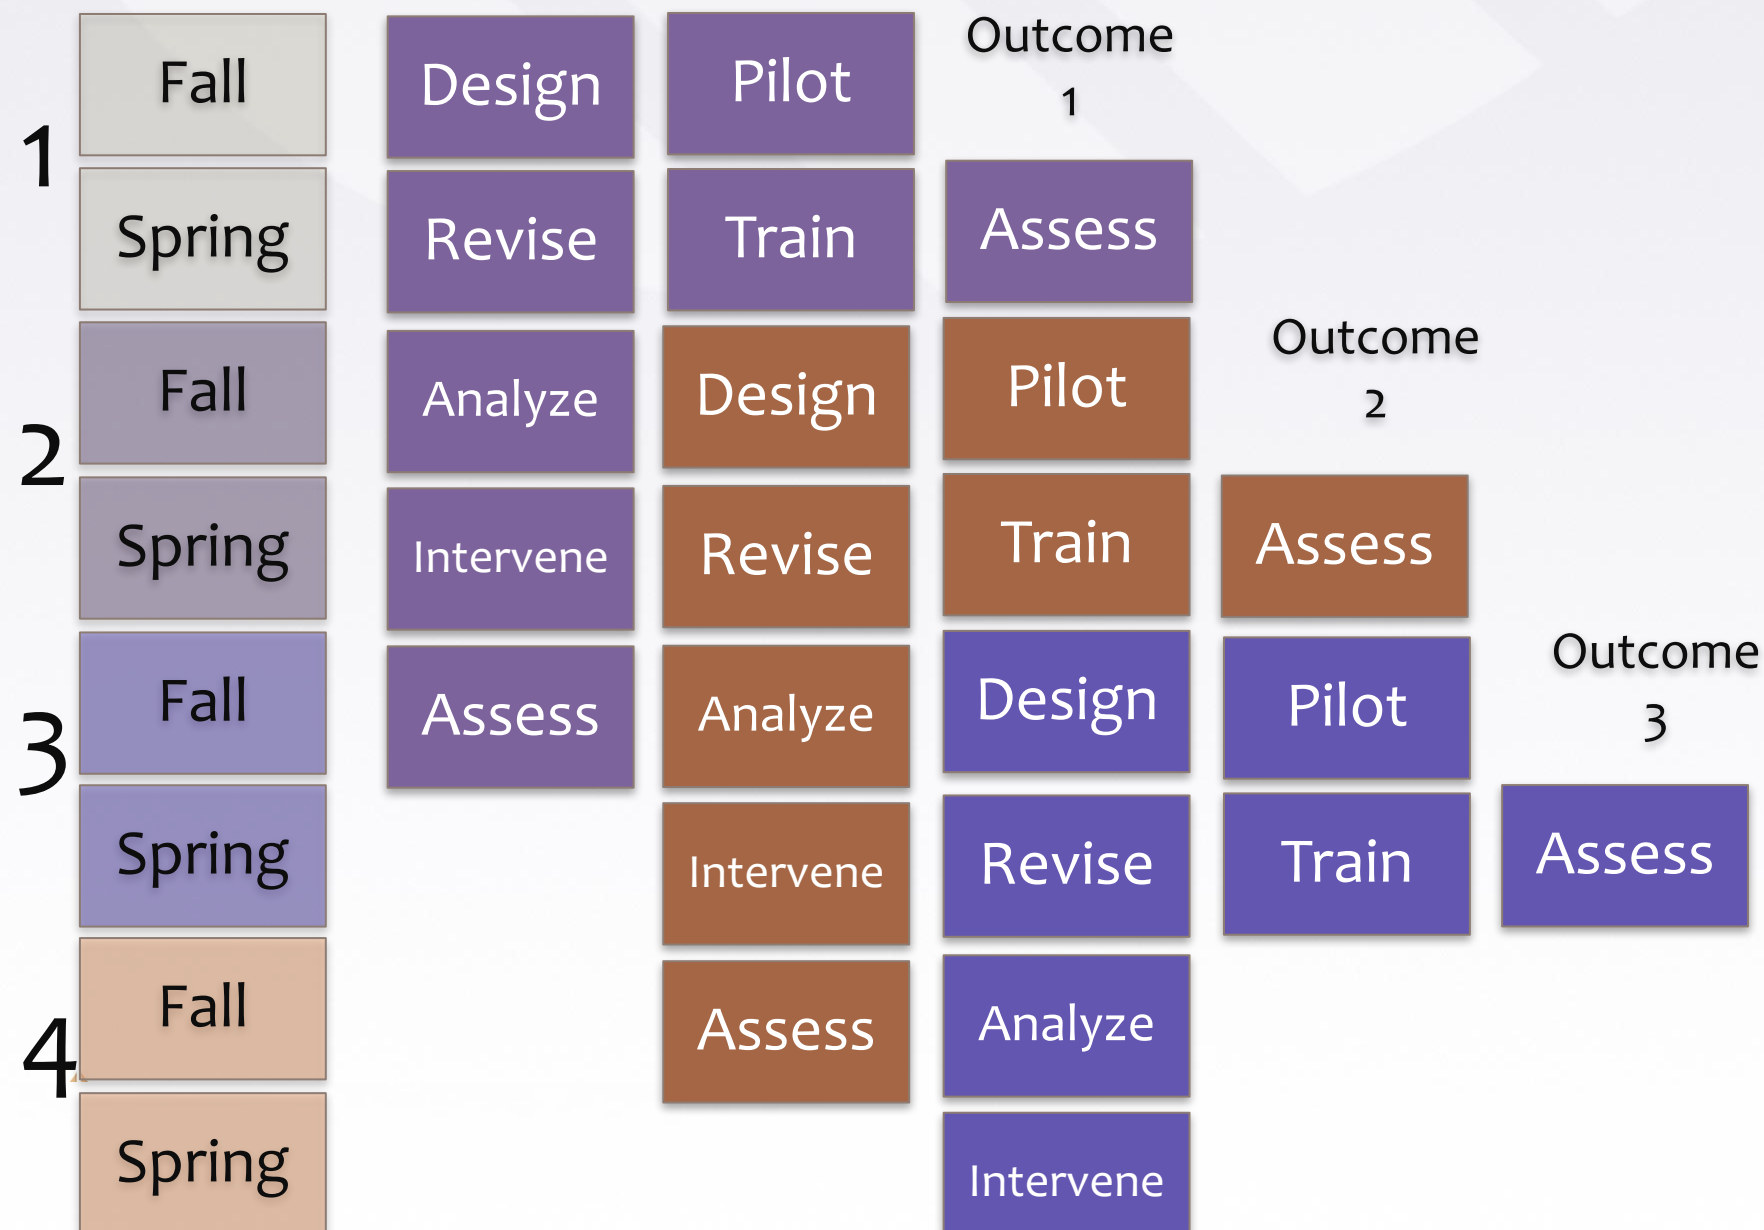 Fall
Design
Pilot
Outcome
1
1
Spring
Revise
Train
Assess
Fall
Analyze
Design
Pilot
Outcome
2
2
Spring
Intervene
Revise
Train
Assess
Fall
Assess
Analyze
Design
Pilot
Outcome
3
3
Spring
Intervene
Revise
Train
Assess
Fall
Assess
Analyze
4
Spring
Intervene